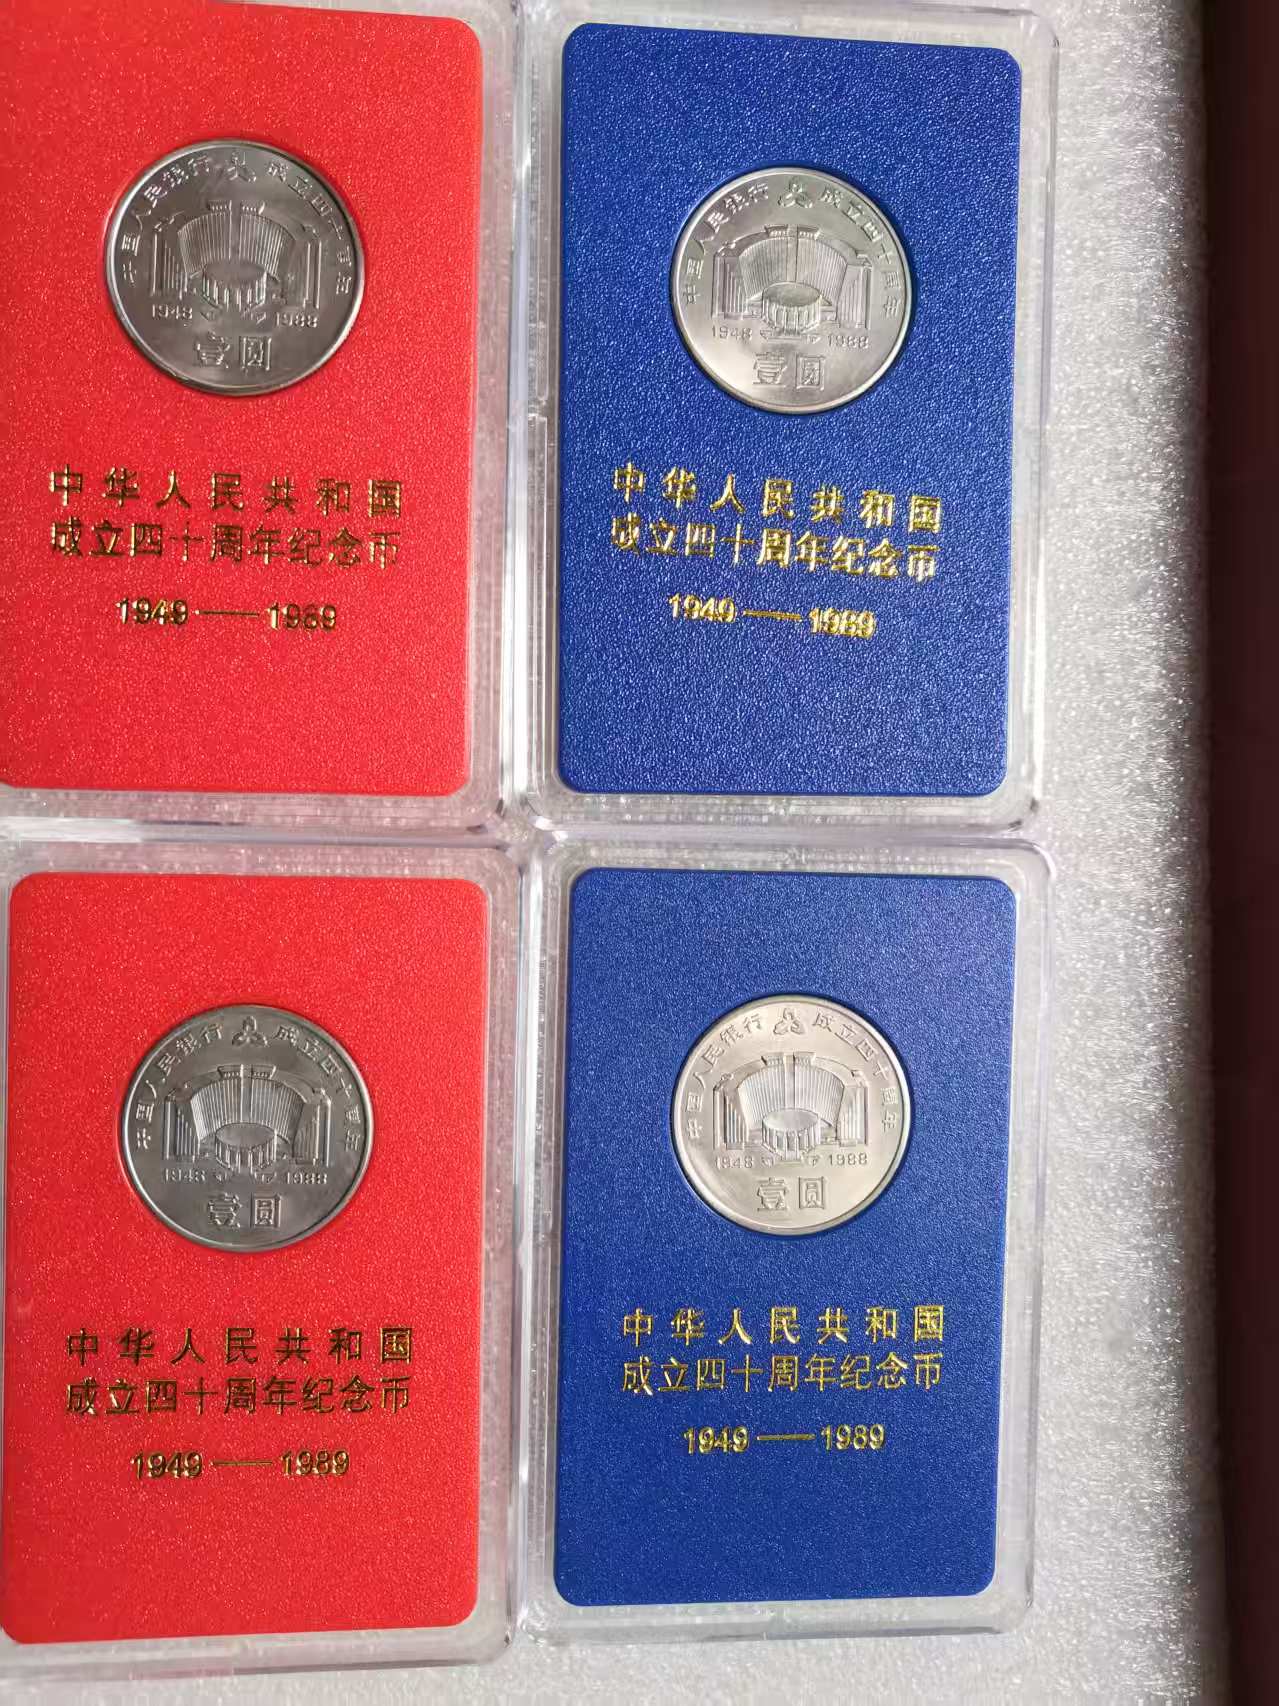 中国人民银行 成立四十周年
1948 1988
壹圆
中华人民共和国
成立四十周年纪念币
1949——1989
中国人民银行 成立四十周年
1948 1988
壹圆
中华人民共和国
成立四十周年纪念币
1949——1989
中国人民银行 成立四十周年
1948 1988
壹圆
中华人民共和国
成立四十周年纪念币
1949——1989
中国人民银行 成立四十周年
1948 1988
壹圆
中华人民共和国
成立四十周年纪念币
1949——1989